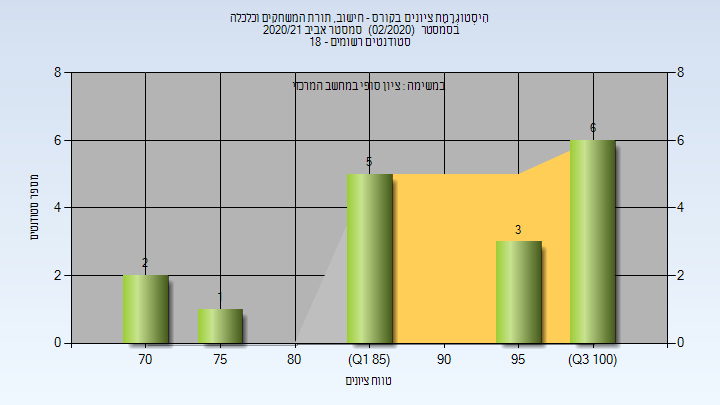 היסטוגרמת ציונים בקורס - חישוב, תורת המשחקים וכלכלה
בסמסטר (02/2020) סמסטר אביב 2020/21
סטודנטים רשומים - 18
במשימה : ציון סופי במחשב המרכזי
8 8
6 6
4 4
2 2
0 0
2
5
3
6
מספר סטודנטים
70 75 80 (Q1 85) 90 95 (Q3 100)
טווח ציונים